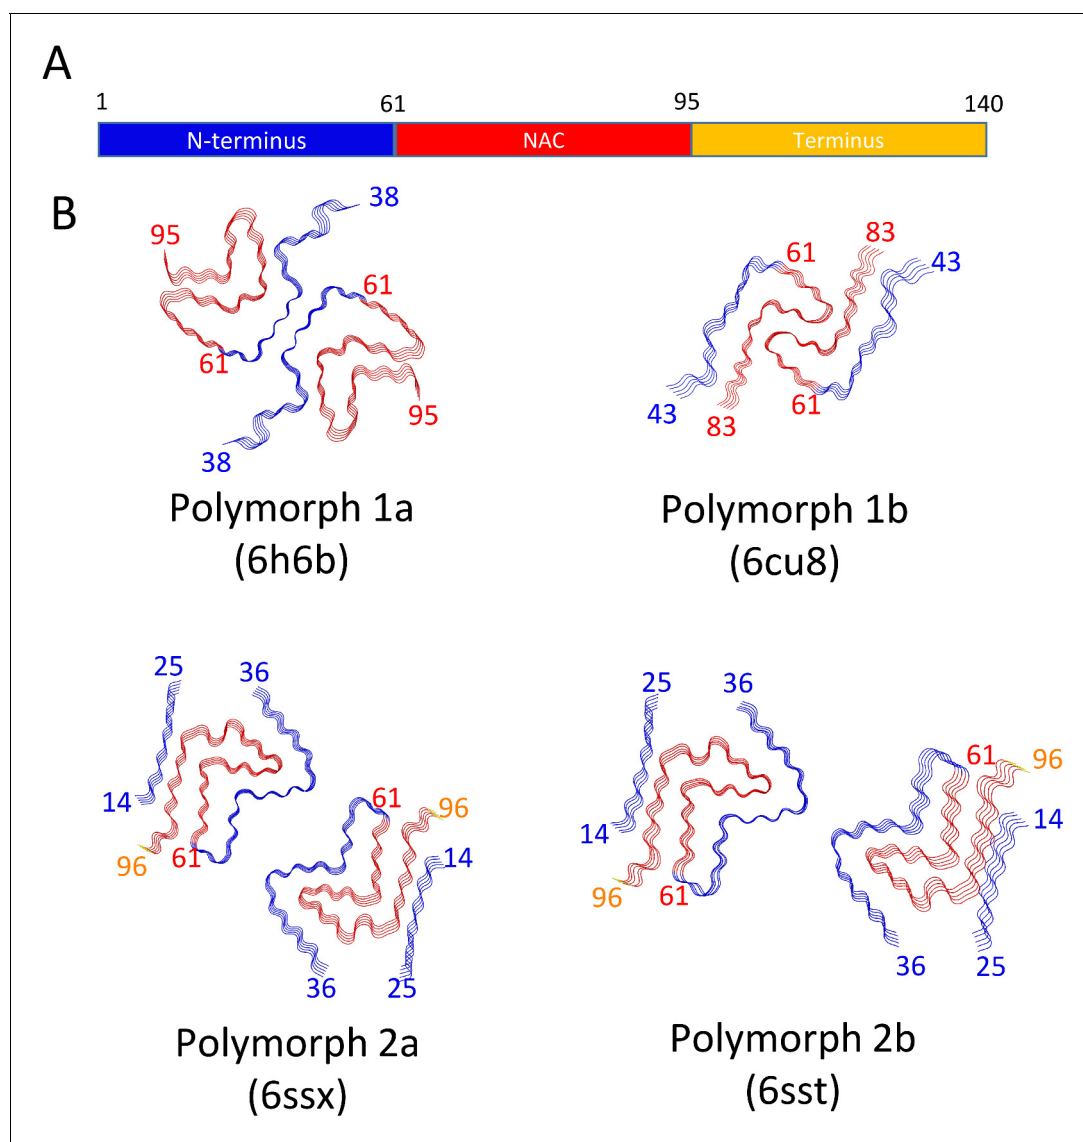 A
1 61 95 140
N-terminus NAC Terminus
B
38
95
61
61
95
38
Polymorph 1a
(6h6b)
83
61
43
43
61
83
Polymorph 1b
(6cu8)
25 36
14
61
96
61
96
14
36 25
Polymorph 2a
(6ssx)
25 36
14
61
96
96
61
14
36 25
Polymorph 2b
(6sst)